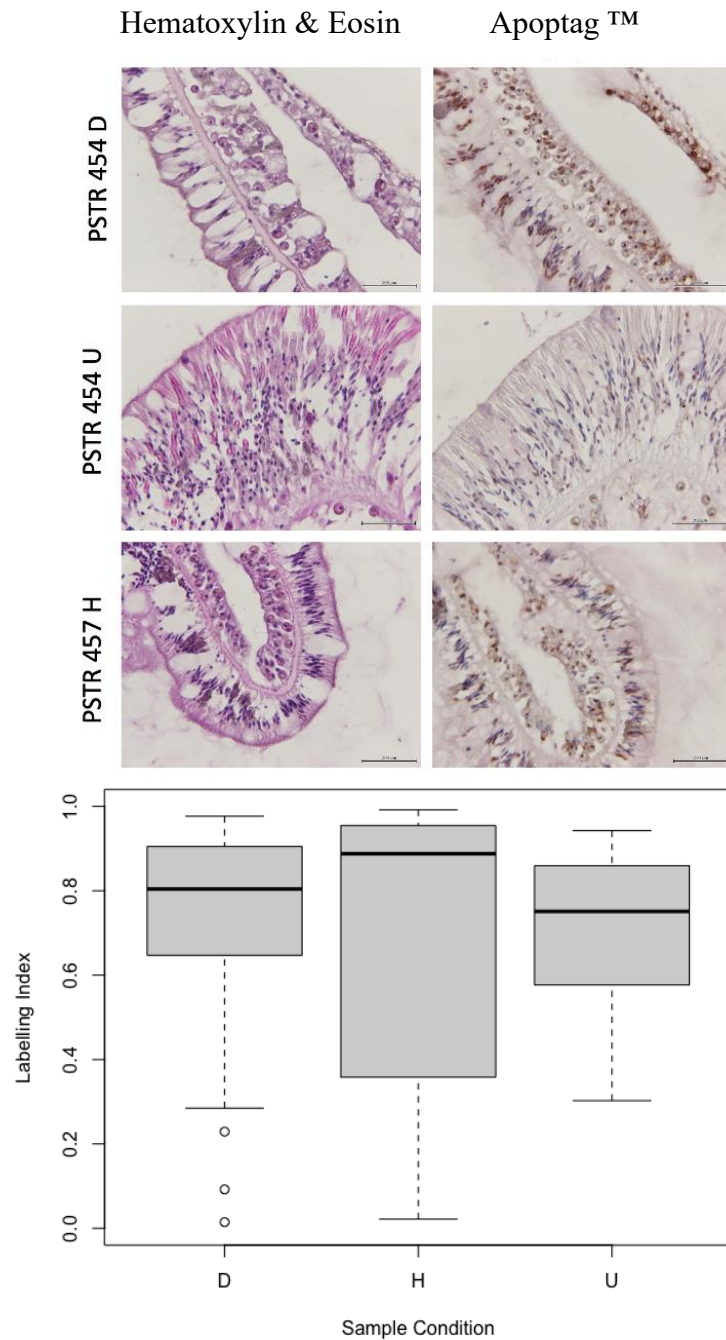 Hematoxylin & Eosin Apoptag ™
PSTR 454 D
PSTR 454 U
PSTR 457 H
1.0
0.8
0.6
0.4
0.2
0.0
Labelling Index
D H U
Sample Condition